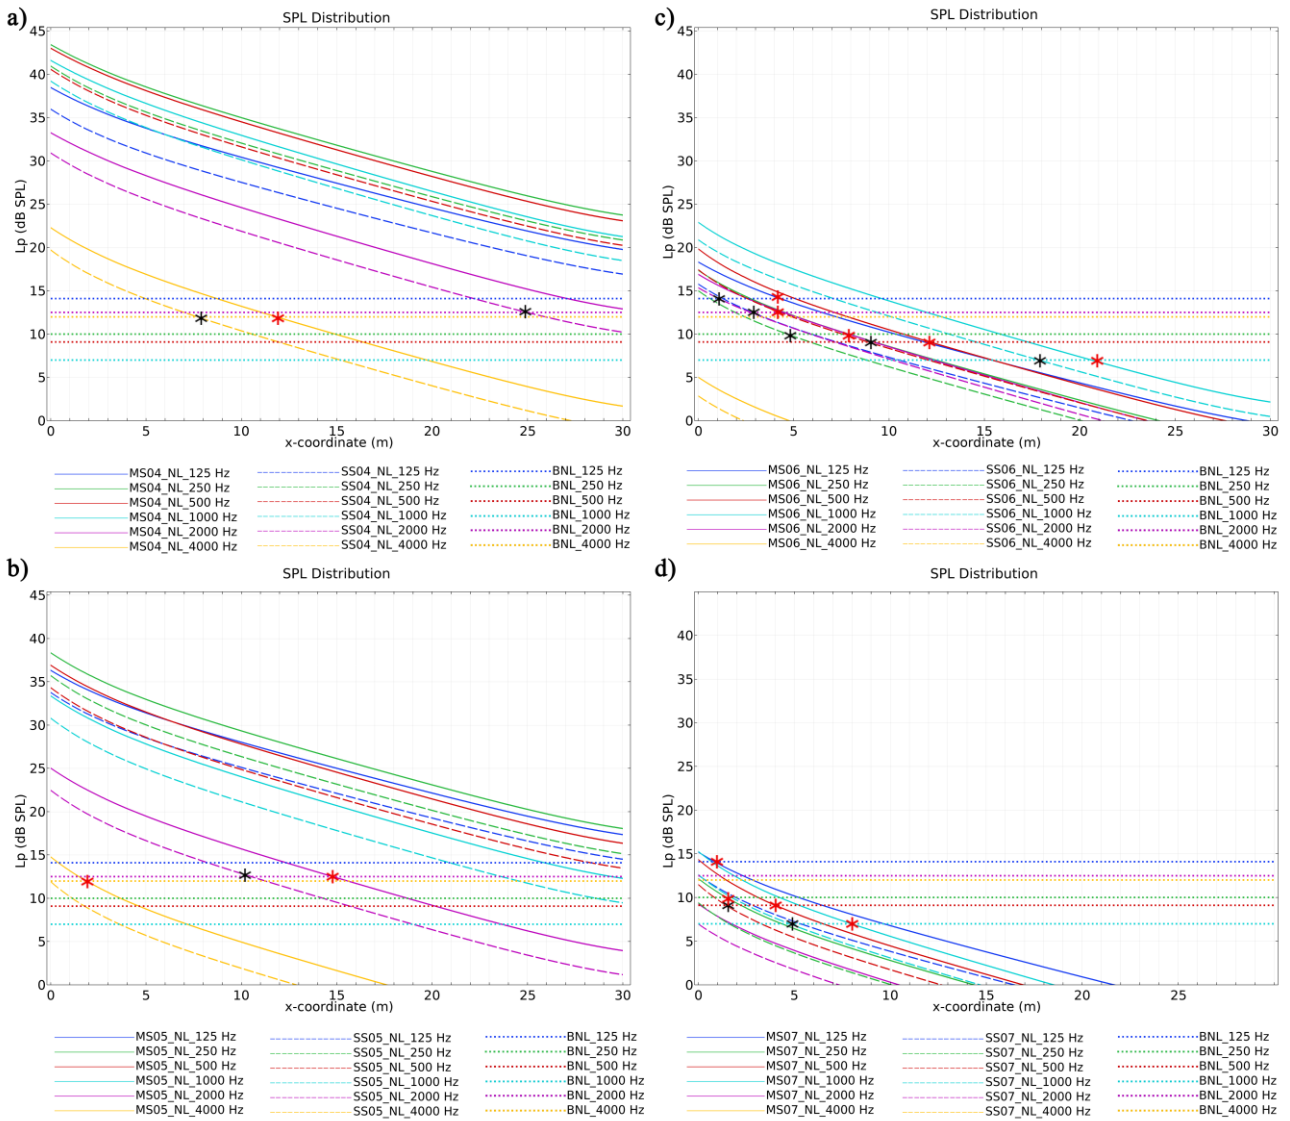 a)
SPL Distribution
Lp (dB SPL)
45
40
35
30
25
20
15
10
5
0
0 5 10 15 20 25 30
x-coordinate (m)
MS04_NL_125 Hz SS04_NL_125 Hz BNL_125 Hz
MS04_NL_250 Hz SS04_NL_250 Hz BNL_250 Hz
MS04_NL_500 Hz SS04_NL_500 Hz BNL_500 Hz
MS04_NL_1000 Hz SS04_NL_1000 Hz BNL_1000 Hz
MS04_NL_2000 Hz SS04_NL_2000 Hz BNL_2000 Hz
MS04_NL_4000 Hz SS04_NL_4000 Hz BNL_4000 Hz
c)
SPL Distribution
Lp (dB SPL)
45
40
35
30
25
20
15
10
5
0
0 5 10 15 20 25 30
x-coordinate (m)
MS06_NL_125 Hz SS06_NL_125 Hz BNL_125 Hz
MS06_NL_250 Hz SS06_NL_250 Hz BNL_250 Hz
MS06_NL_500 Hz SS06_NL_500 Hz BNL_500 Hz
MS06_NL_1000 Hz SS06_NL_1000 Hz BNL_1000 Hz
MS06_NL_2000 Hz SS06_NL_2000 Hz BNL_2000 Hz
MS06_NL_4000 Hz SS06_NL_4000 Hz BNL_4000 Hz
b)
SPL Distribution
Lp (dB SPL)
45
40
35
30
25
20
15
10
5
0
0 5 10 15 20 25 30
x-coordinate (m)
MS05_NL_125 Hz SS05_NL_125 Hz BNL_125 Hz
MS05_NL_250 Hz SS05_NL_250 Hz BNL_250 Hz
MS05_NL_500 Hz SS05_NL_500 Hz BNL_500 Hz
MS05_NL_1000 Hz SS05_NL_1000 Hz BNL_1000 Hz
MS05_NL_2000 Hz SS05_NL_2000 Hz BNL_2000 Hz
MS05_NL_4000 Hz SS05_NL_4000 Hz BNL_4000 Hz
d)
SPL Distribution
Lp (dB SPL)
45
40
35
30
25
20
15
10
5
0
0 5 10 15 20 25
x-coordinate (m)
MS07_NL_125 Hz SS07_NL_125 Hz BNL_125 Hz
MS07_NL_250 Hz SS07_NL_250 Hz BNL_250 Hz
MS07_NL_500 Hz SS07_NL_500 Hz BNL_500 Hz
MS07_NL_1000 Hz SS07_NL_1000 Hz BNL_1000 Hz
MS07_NL_2000 Hz SS07_NL_2000 Hz BNL_2000 Hz
MS07_NL_4000 Hz SS07_NL_4000 Hz BNL_4000 Hz